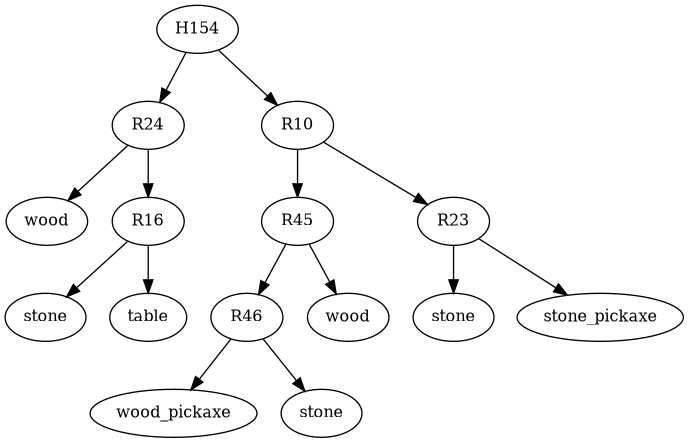 H154
R24 R10
wood R16 R45 R23
stone table R46 wood stone stone_pickaxe
wood_pickaxe stone